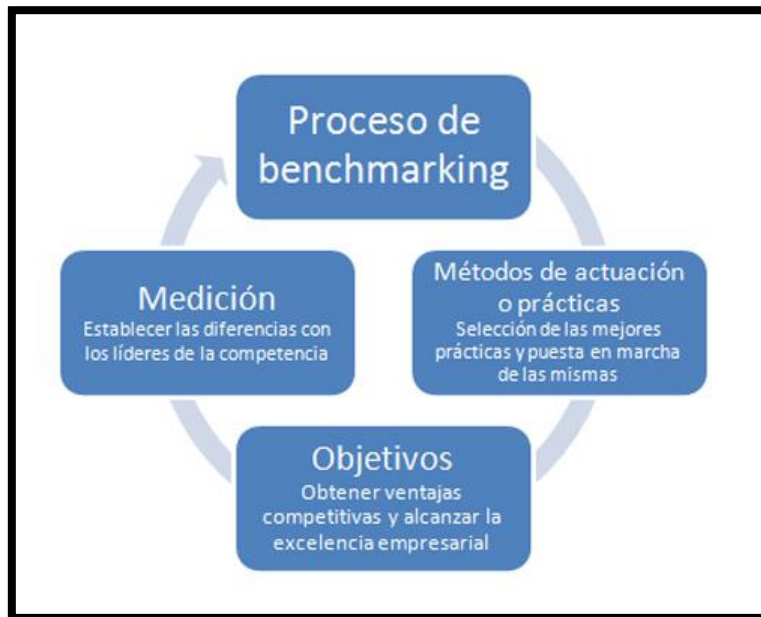 Proceso de
benchmarking
Métodos de actuación
o prácticas
Selección de las mejores
prácticas y puesta en marcha
de las mismas
Objetivos
Obtener ventajas
competitivas y alcanzar la
excelencia empresarial
Medición
Establecer las diferencias con
los líderes de la competencia